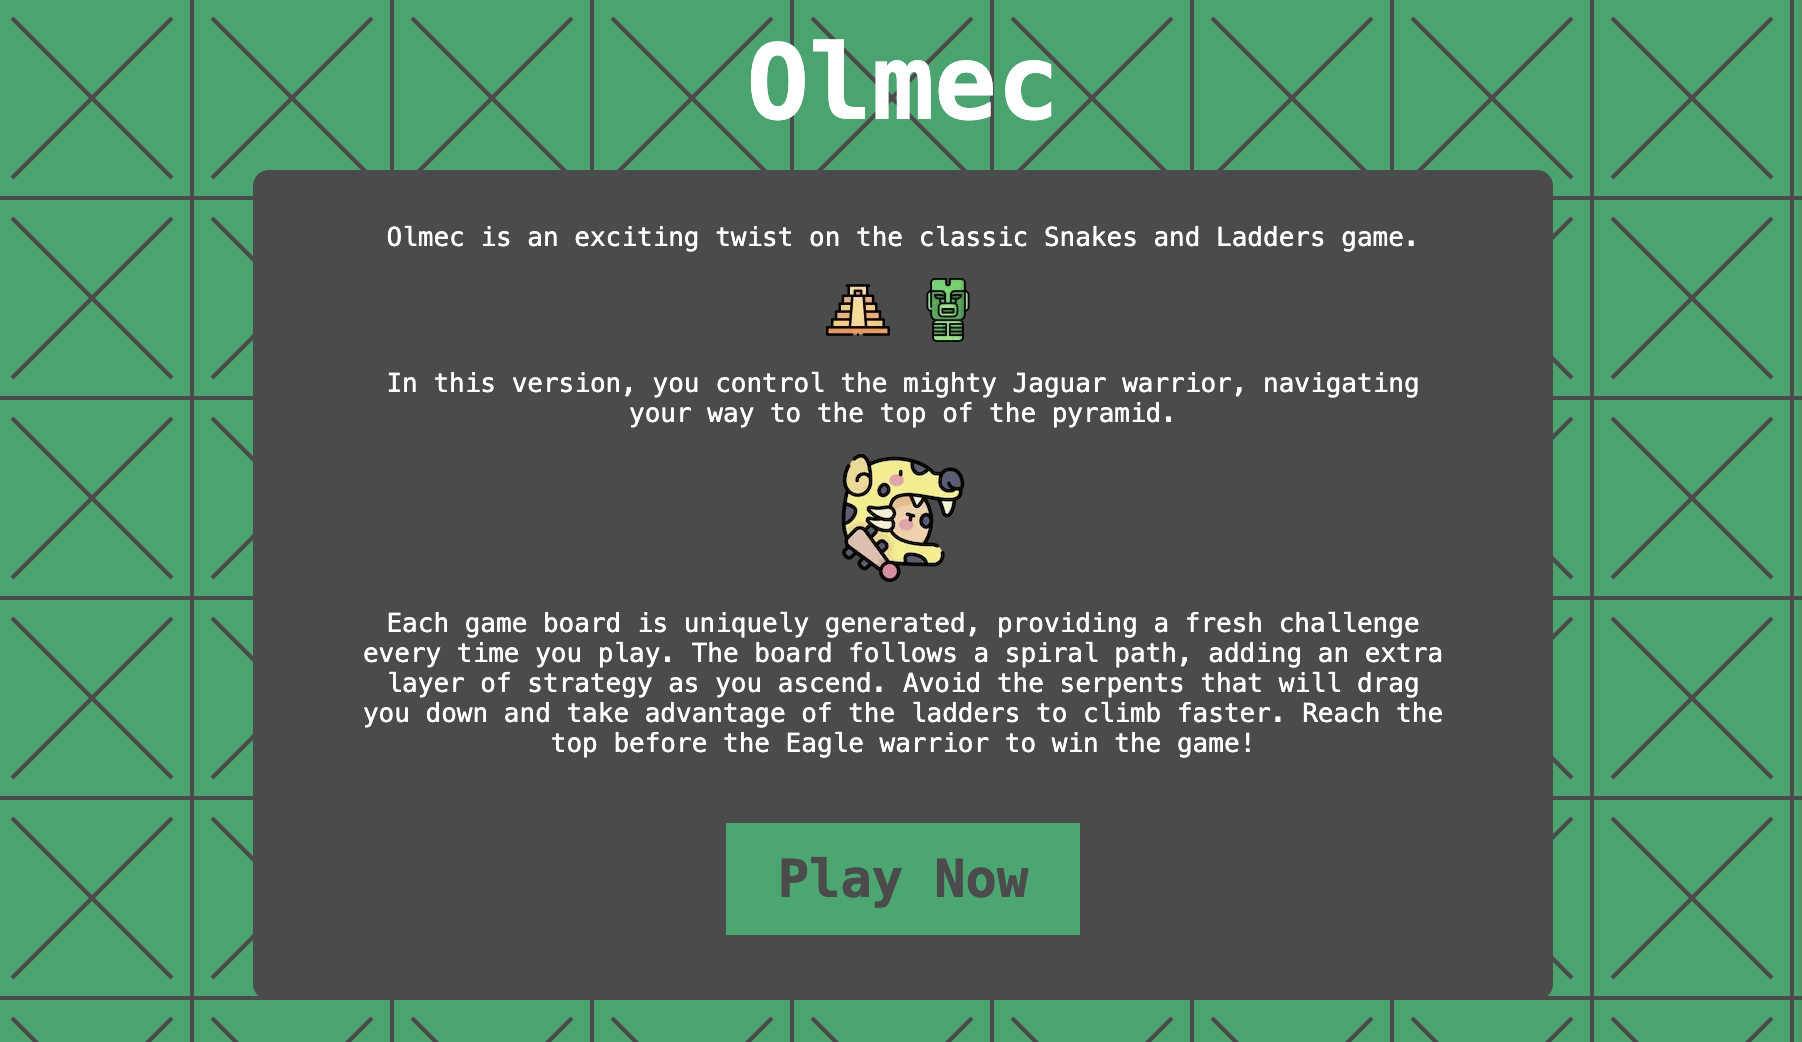 Olmec
Olmec is an exciting twist on the classic Snakes and Ladders game.
In this version, you control the mighty Jaguar warrior, navigating
your way to the top of the pyramid.
Each game board is uniquely generated, providing a fresh challenge
every time you play. The board follows a spiral path, adding an extra
layer of strategy as you ascend. Avoid the serpents that will drag
you down and take advantage of the ladders to climb faster. Reach the
top before the Eagle warrior to win the game!
Play Now